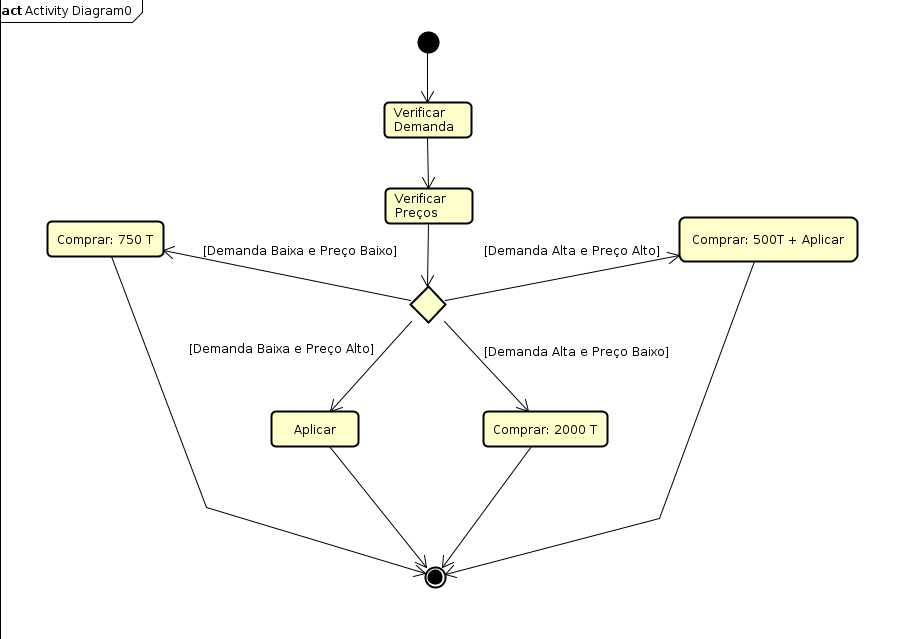 act Activity Diagram0
Verificar
Demanda
Verificar
Preços
Comprar: 750 T
[Demanda Baixa e Preço Baixo]
[Demanda Alta e Preço Alto]
Comprar: 500T + Aplicar
[Demanda Baixa e Preço Alto]
[Demanda Alta e Preço Baixo]
Aplicar
Comprar: 2000 T